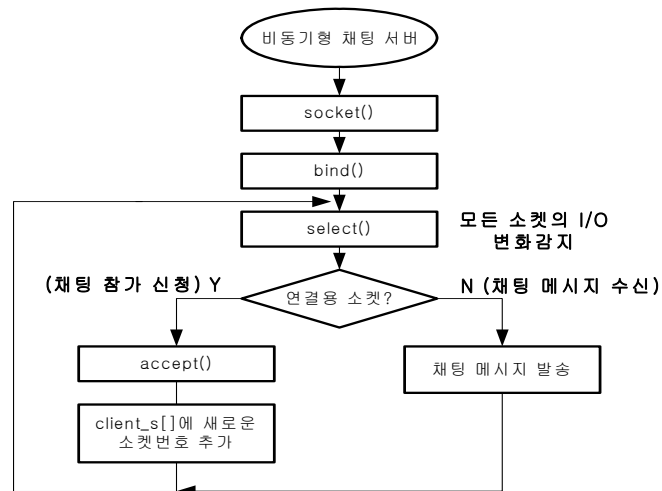 비동기형 채팅 서버
socket()
bind()
select()
모든 소켓의 I/O
변화감지
(채팅 참가 신청) Y
연결용 소켓?
N (채팅 메시지 수신)
accept()
채팅 메시지 발송
client_s[]에 새로운
소켓번호 추가